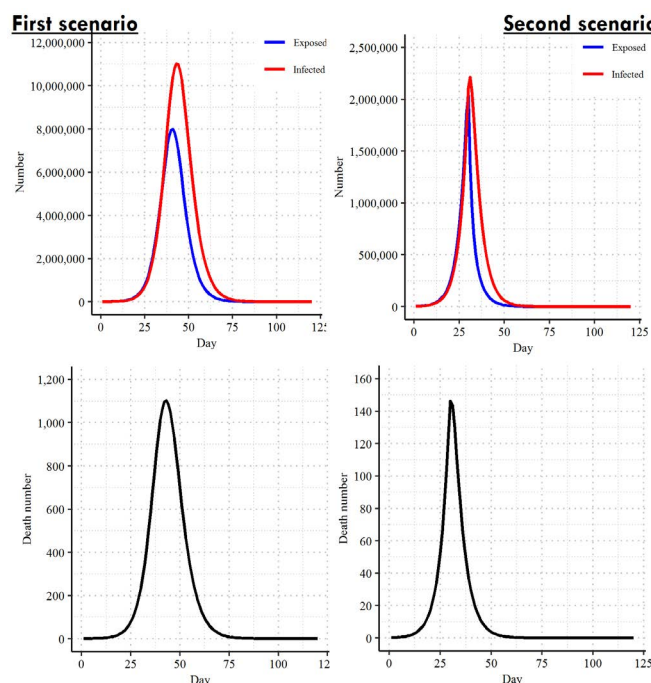 First scenario
Second scenario
12,000,000
10,000,000
8,000,000
6,000,000
4,000,000
2,000,000
0
Number
Exposed
Infected
0 25 50 75 100 125
Day
2,500,000
2,000,000
1,500,000
1,000,000
500,000
0
Number
Exposed
Infected
0 25 50 75 100 125
Day
1,200
1,000
800
600
400
200
0
Death number
0 25 50 75 100 125
Day
160
140
120
100
80
60
40
20
0
Death number
0 25 50 75 100 125
Day